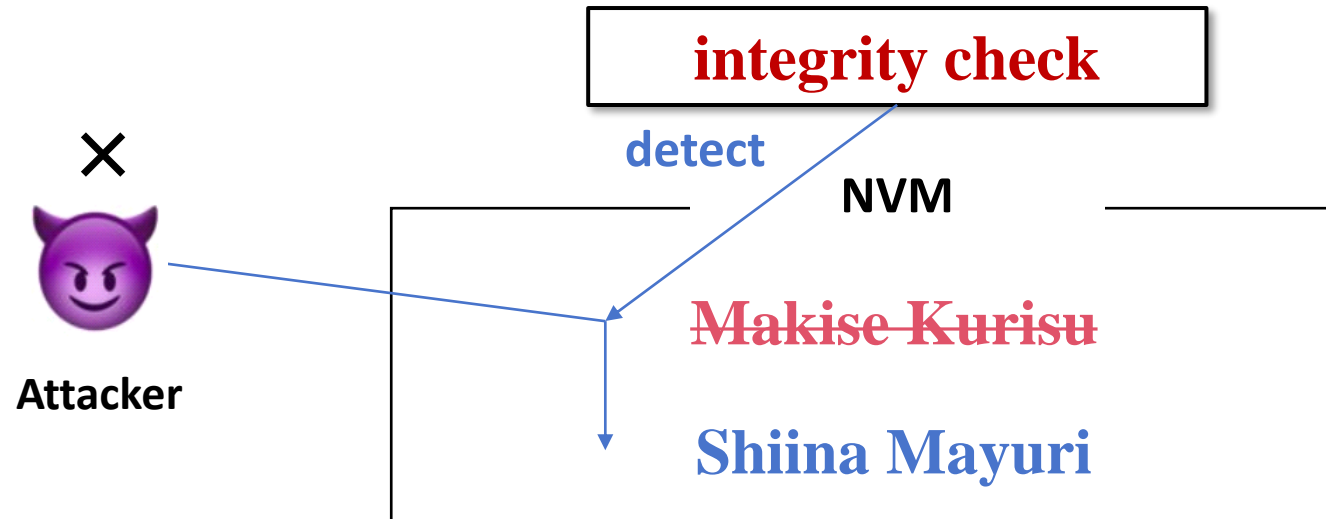 integrity check
detect
NVM
Makise Kurisu
Attacker
Shiina Mayuri